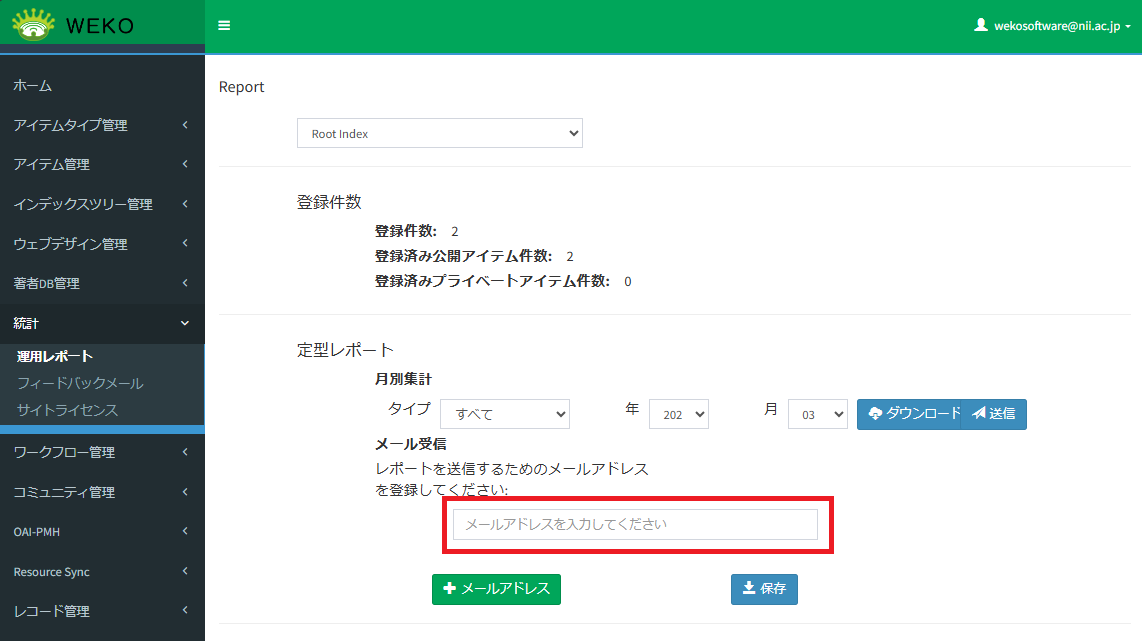 WEKO
wekosoftware@nii.ac.jp
ホーム
アイテムタイプ管理
アイテム管理
インデックスツリー管理
ウェブデザイン管理
著者DB管理
統計
運用レポート
フィードバックメール
サイトライセンス
ワークフロー管理
コミュニティ管理
OAI-PMH
Resource Sync
レコード管理
Report
Root Index
登録件数
登録件数: 2
登録済み公開アイテム件数: 2
登録済みプライベートアイテム件数: 0
定型レポート
月別集計
タイプ すべて 年 202 月 03 ダウンロード 送信
メール受信
レポートを送信するためのメールアドレス
を登録してください:
メールアドレスを入力してください
メールアドレス 保存